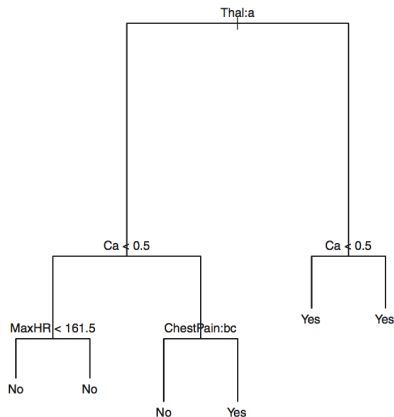 Thal:a
Ca < 0.5
Ca < 0.5
Yes
Yes
MaxHR < 161.5
ChestPain:bc
No
No
No
Yes